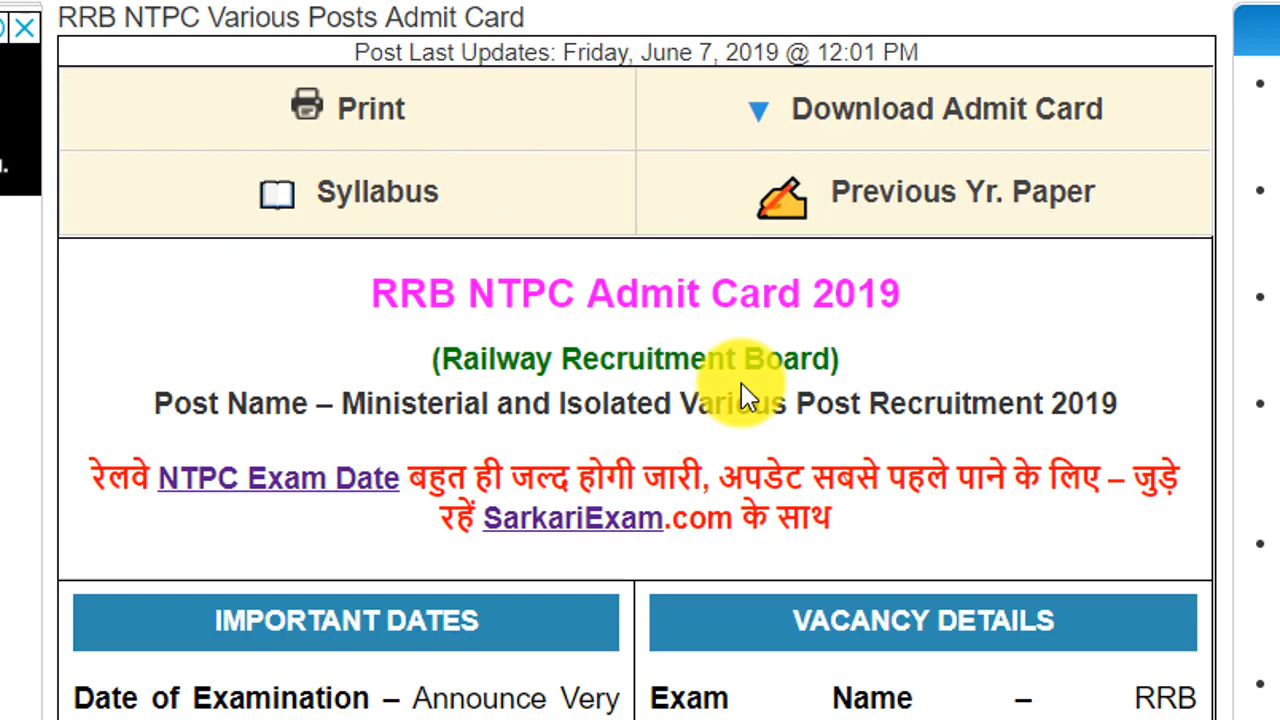 RRB NTPC Various Posts Admit Card
Post Last Updates: Friday, June 7, 2019 @ 12:01 PM
Print
Download Admit Card
Syllabus
Previous Yr. Paper
RRB NTPC Admit Card 2019
(Railway Recruitment Board)
Post Name – Ministerial and Isolated Various Post Recruitment 2019
रेलवे NTPC Exam Date बहुत ही जल्द होगी जारी, अपडेट सबसे पहले पाने के लिए – जुड़े
रहें SarkariExam.com के साथ
IMPORTANT DATES
VACANCY DETAILS
Date of Examination – Announce Very
Exam Name – RRB